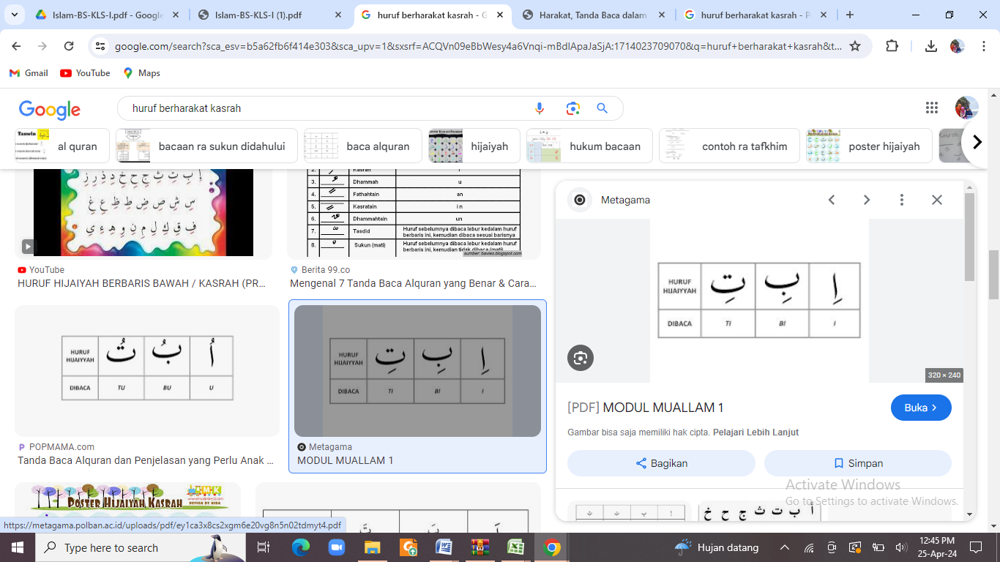 Islam-BS-KLS-I.pdf - Google
Islam-BS-KLS-I (1).pdf
huruf berharakat kasrah - G
Harakat, Tanda Baca dalam
huruf berharakat kasrah - P
google.com/search?sca_esv=b5a62fb6f414e303&sca_upv=1&sxsrf=ACQVn09eBbWesy4a6Vnqi-mBdIApaJaSjA:1714023709070&q=huruf+berharakat+kasrah&t...
Gmail
YouTube
Maps
Google
huruf berharakat kasrah
Tanwin
al quran
bacaan ra sukun didahului
baca alquran
hijaiyah
hukum bacaan
contoh ra tafkhim
poster hijaiyah
اِ بِ تِ ثِ جِ حِ خِ دِ ذِ رِ زِ
سِ شِ صِ ضِ طِ ظِ عِ غِ
فِ قِ كِ لِ مِ نِ وِ هِ ءِ يِ
2. Kasrah i
3. Dhammah u
4. Fathahtain an
5. Kasratain in
6. Dhammahtain un
7. Tasdid Huruf sebelumnya dibaca lebur kedalam huruf
berbaris ini, kemudian dibaca sesuai barisnya
8. Sukun (mati) Huruf sebelumnya dibaca lebur kedalam huruf
berbaris ini, kemudian tidak dibaca (mati)
sumber: bavieo.blogspot.com
YouTube
HURUF HIJAIYAH BERBARIS BAWAH / KASRAH (PR...
Berita 99.co
Mengenal 7 Tanda Baca Alquran yang Benar & Cara...
HURUF HIJAIYYAH تُ بُ أُ
DIBACA TU BU U
POPMAMA.com
Tanda Baca Alquran dan Penjelasan yang Perlu Anak ...
HURUF HIJAIYYAH تِ بِ اِ
DIBACA TI BI I
Metagama
MODUL MUALLAM 1
POSTER HIJAIYAH KASRAH
DESIGN BY NIDA
Metagama
HURUF HIJAIYYAH تِ بِ اِ
DIBACA TI BI I
320 × 240
[PDF] MODUL MUALLAM 1
Buka
Gambar bisa saja memiliki hak cipta. Pelajari Lebih Lanjut
Bagikan
Simpan
أ ب ت ث ج ح خ
Activate Windows
Go to Settings to activate Windows.
https://metagama.polban.ac.id/uploads/pdf/ey1ca3x8cs2xgm6e20vg8n5n02tdmyt4.pdf
Type here to search
Hujan datang
12:45 PM
25-Apr-24